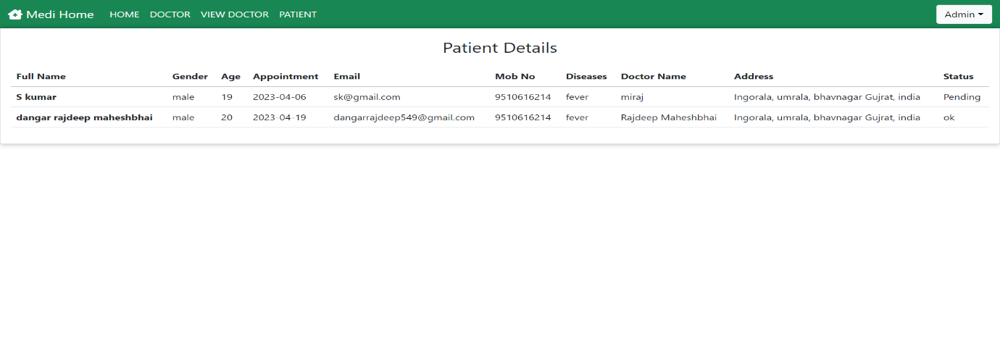 Medi Home HOME DOCTOR VIEW DOCTOR PATIENT Admin
Patient Details
Full Name Gender Age Appointment Email Mob No Diseases Doctor Name Address Status
S kumar male 19 2023-04-06 sk@gmail.com 9510616214 fever miraj Ingorala, umrala, bhavnagar Gujrat, india Pending
dangar rajdeep maheshbhai male 20 2023-04-19 dangarrajdeep549@gmail.com 9510616214 fever Rajdeep Maheshbhai Ingorala, umrala, bhavnagar Gujrat, india ok